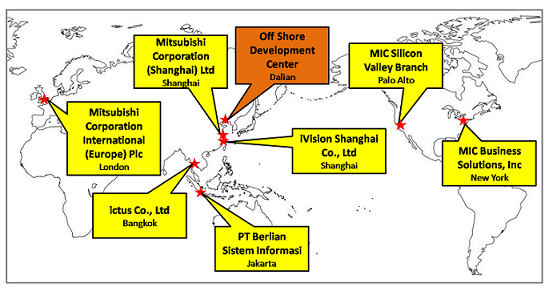 Mitsubishi
Corporation
(Shanghai) Ltd
Shanghai
Off Shore
Development
Center
Dalian
MIC Silicon
Valley Branch
Palo Alto
Mitsubishi
Corporation
International
(Europe) Plc
London
iVision Shanghai
Co., Ltd
Shanghai
MIC Business
Solutions, Inc
New York
ictus Co., Ltd
Bangkok
PT Berlian
Sistem Informasi
Jakarta